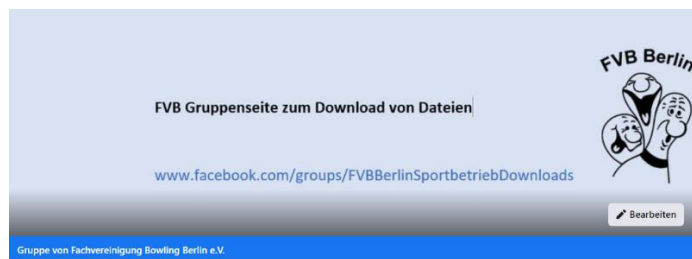 FVB Berlin
FVB Gruppenseite zum Download von Dateien
www.facebook.com/groups/FVBBerlinSportbetriebDownloads
Bearbeiten
Gruppe von Fachvereinigung Bowling Berlin e.V.